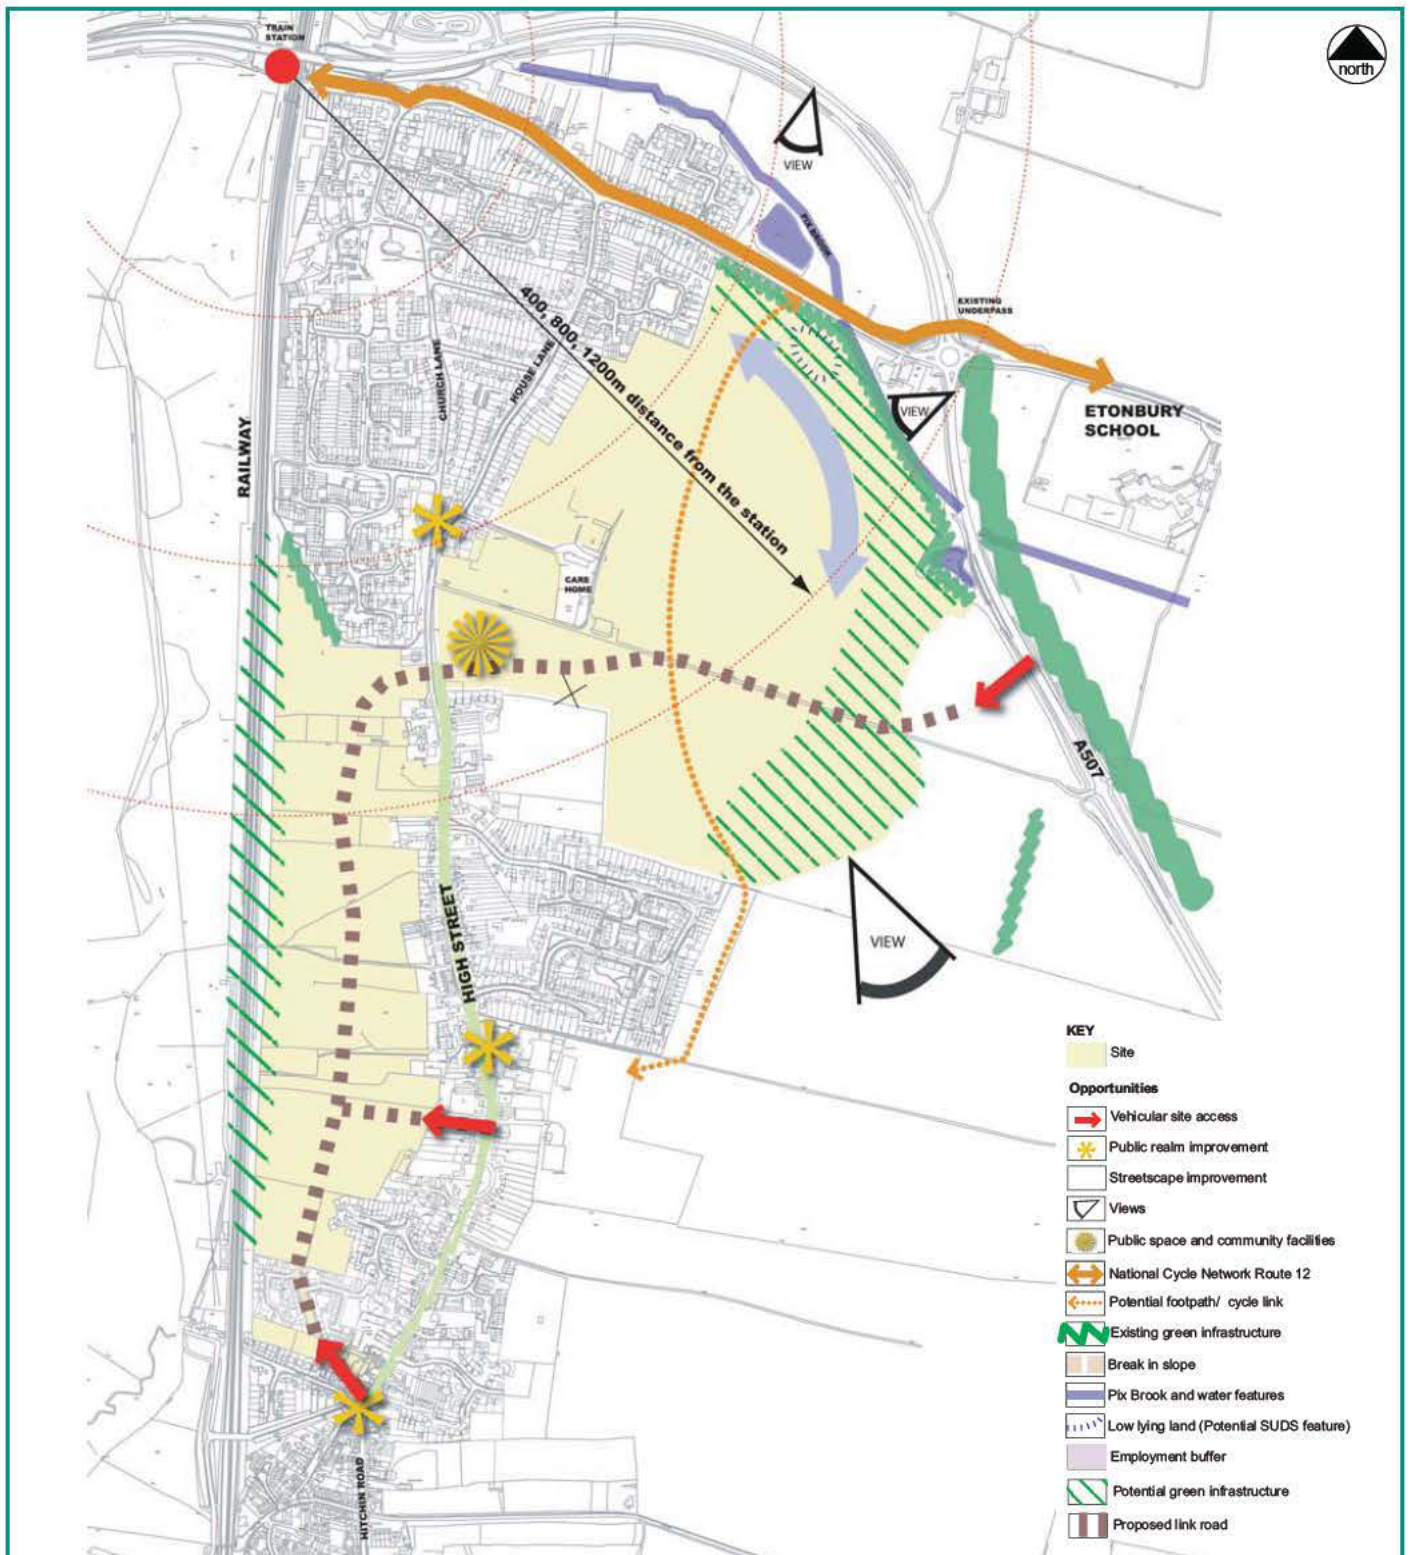 TRAIN
STATION
north
VIEW
PIX BROOK
EXISTING
UNDERPASS
400, 800, 1200m distance from the station
CHURCH LANE
HOUSE LANE
VIEW
ETONBURY
SCHOOL
RAILWAY
CARE
HOME
A507
HIGH STREET
VIEW
HITCHIN ROAD
KEY
Site
Opportunities
Vehicular site access
Public realm improvement
Streetscape improvement
Views
Public space and community facilities
National Cycle Network Route 12
Potential footpath/ cycle link
Existing green infrastructure
Break in slope
Pix Brook and water features
Low lying land (Potential SUDS feature)
Employment buffer
Potential green infrastructure
Proposed link road